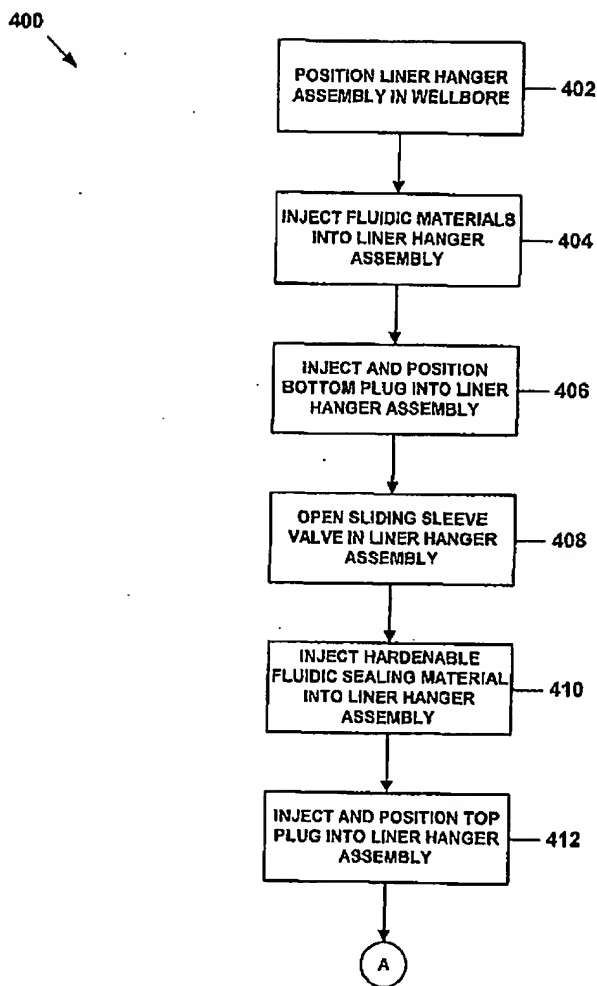 400
POSITION LINER HANGER
ASSEMBLY IN WELLBORE
402
INJECT FLUIDIC MATERIALS
INTO LINER HANGER
ASSEMBLY
404
INJECT AND POSITION
BOTTOM PLUG INTO LINER
HANGER ASSEMBLY
406
OPEN SLIDING SLEEVE
VALVE IN LINER HANGER
ASSEMBLY
408
INJECT HARDENABLE
FLUIDIC SEALING MATERIAL
INTO LINER HANGER
ASSEMBLY
410
INJECT AND POSITION TOP
PLUG INTO LINER HANGER
ASSEMBLY
412
A